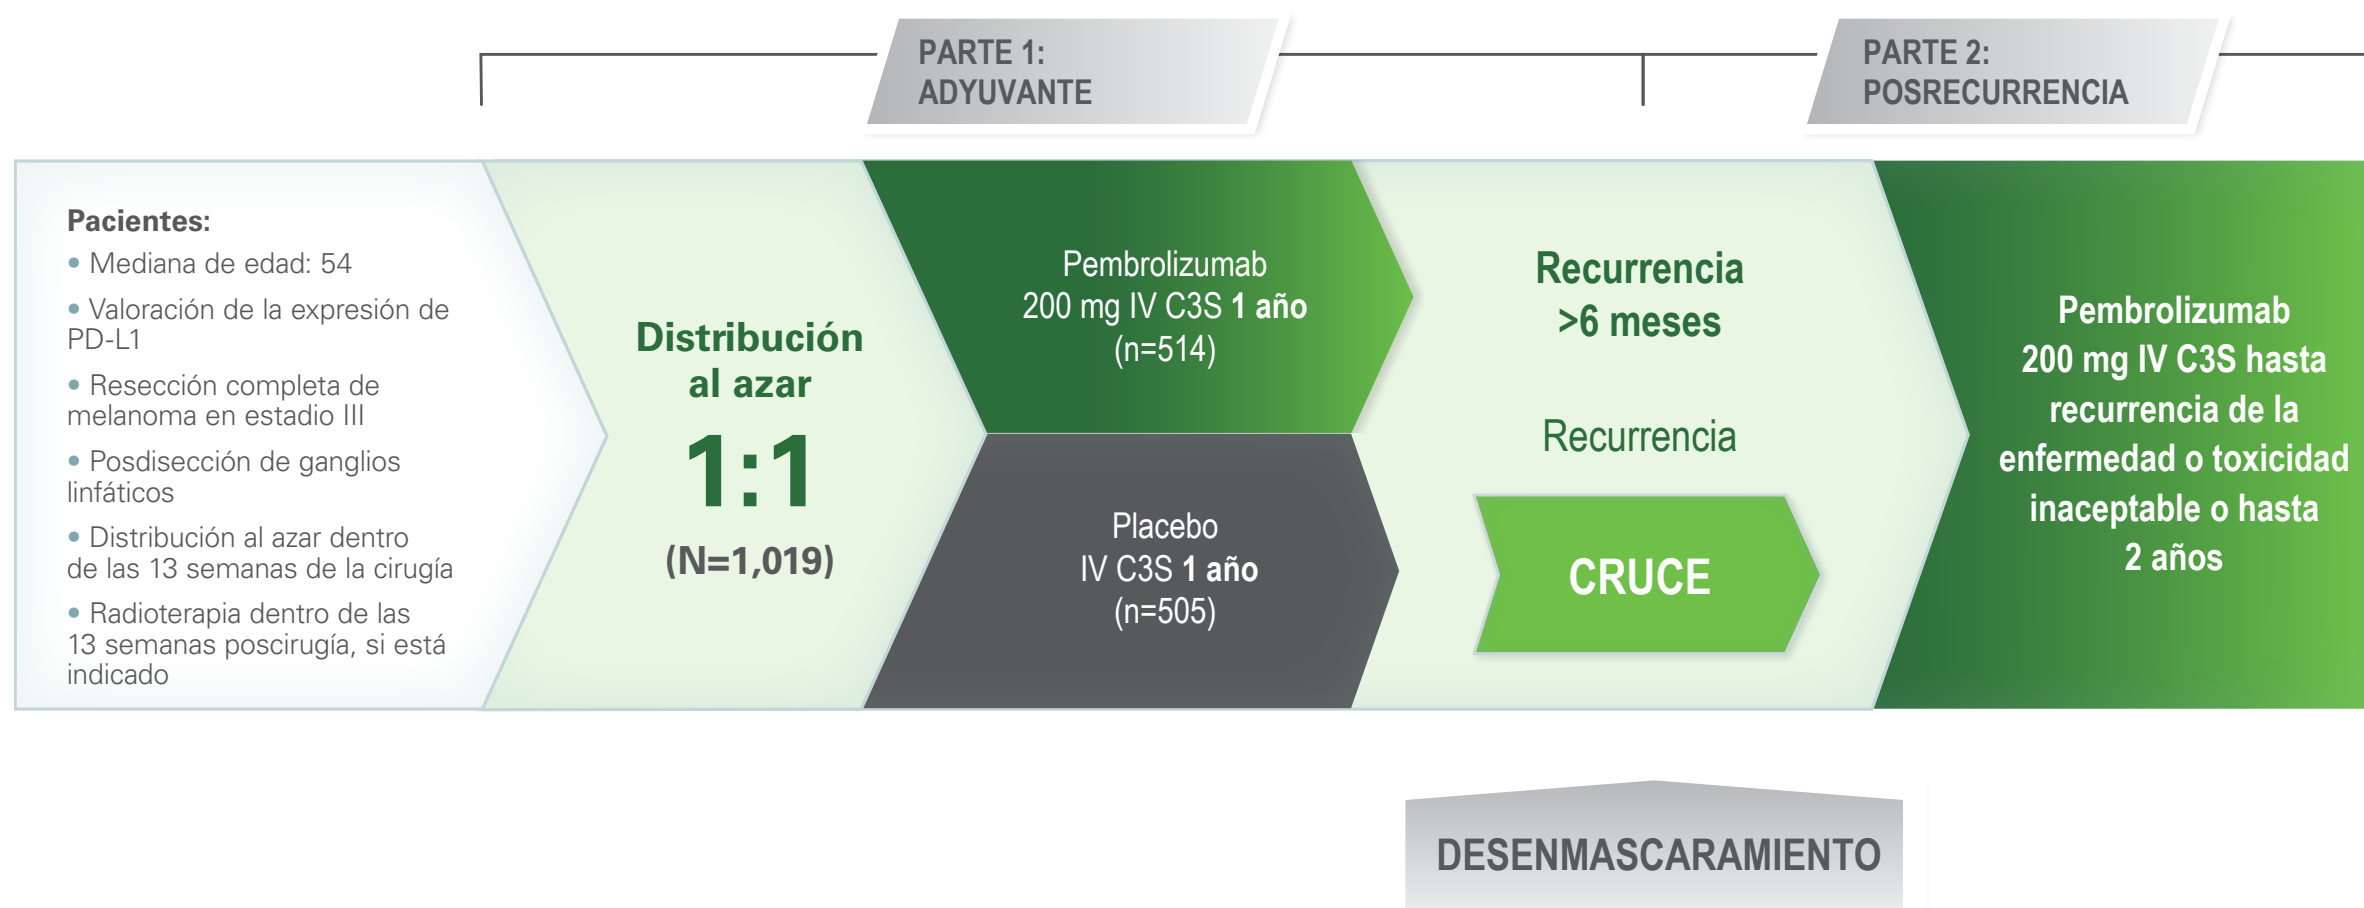 PARTE 1:
ADYUVANTE
PARTE 2:
POSRECURRENCIA
Pacientes:
• Mediana de edad: 54
• Valoración de la expresión de
PD-L1
• Resección completa de
melanoma en estadio III
• Posdisección de ganglios
linfáticos
• Distribución al azar dentro
de las 13 semanas de la cirugía
• Radioterapia dentro de las
13 semanas poscirugía, si está
indicado
Distribución
al azar
1:1
(N=1,019)
Pembrolizumab
200 mg IV C3S 1 año
(n=514)
Placebo
IV C3S 1 año
(n=505)
Recurrencia
>6 meses
Recurrencia
CRUCE
Pembrolizumab
200 mg IV C3S hasta
recurrencia de la
enfermedad o toxicidad
inaceptable o hasta
2 años
DESENMASCARAMIENTO